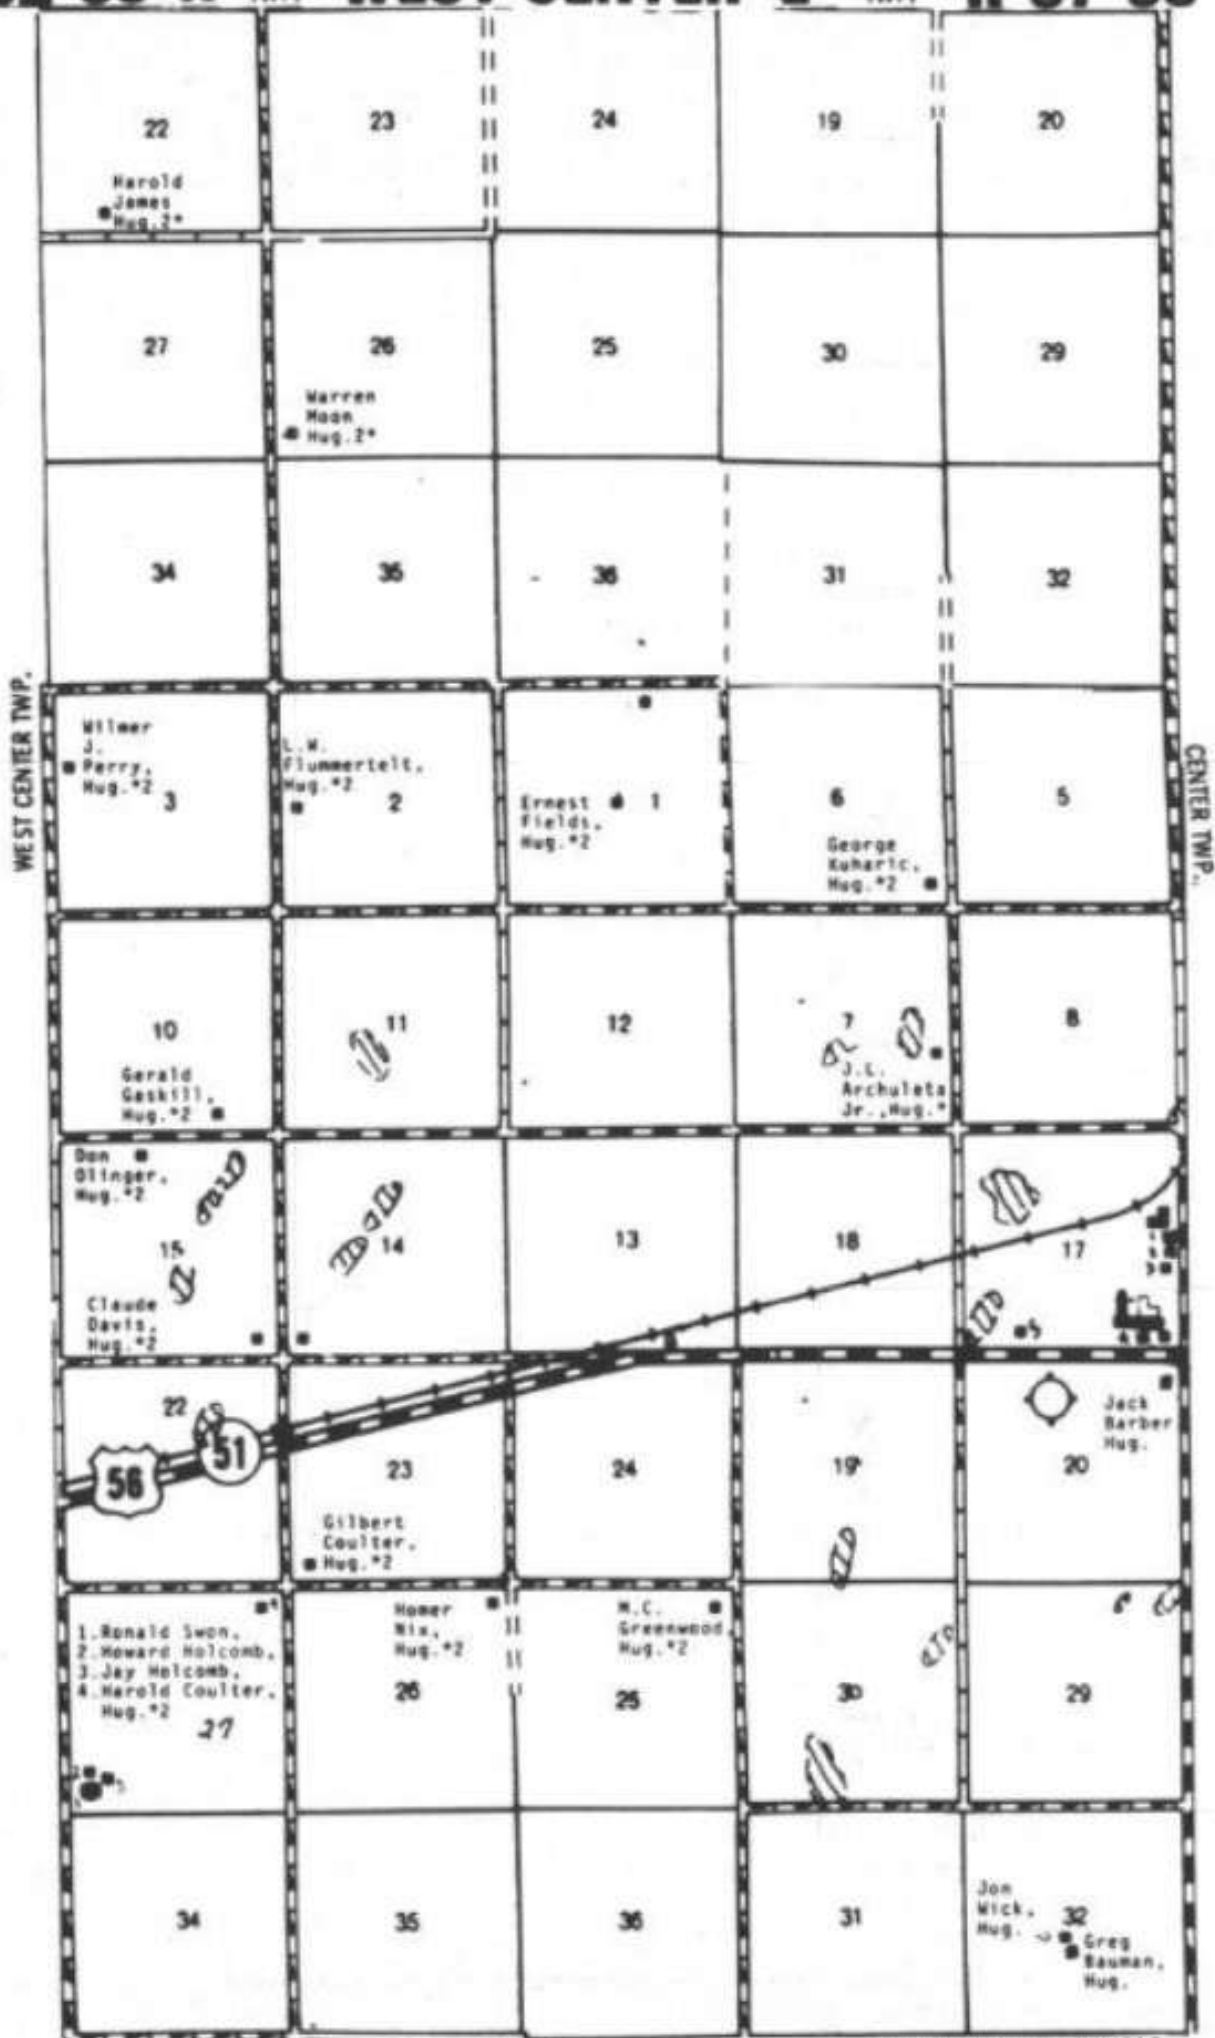 WEST CENTER
22
23
24
19
20
Harold
James
Hug.2*
27
26
25
30
29
Warren
Moon
Hug.2*
34
35
36
31
32
WEST CENTER TWP.
CENTER TWP.
Wilmer
J.
Perry,
Hug.*2
3
L.W.
Flummertelt,
Hug.*2
2
Ernest
Fields,
Hug.*2
1
6
George
Kuharic,
Hug.*2
5
10
Gerald
Gaskill,
Hug.*2
11
12
7
J.L.
Archuleta
Jr.,Hug.*
8
Don
Olinger,
Hug.*2
15
Claude
Davis,
Hug.*2
14
13
18
17
5
22
56
51
23
Gilbert
Coulter,
Hug.*2
24
19
Jack
Barber
Hug.
20
1.Ronald Swon,
2.Howard Holcomb,
3.Jay Holcomb,
4.Harold Coulter,
Hug.*2
27
Homer
Nix,
Hug.*2
26
M.C.
Greenwood,
Hug.*2
25
30
29
34
35
36
31
Jon
Wick,
Hug.
32
Greg
Bauman,
Hug.